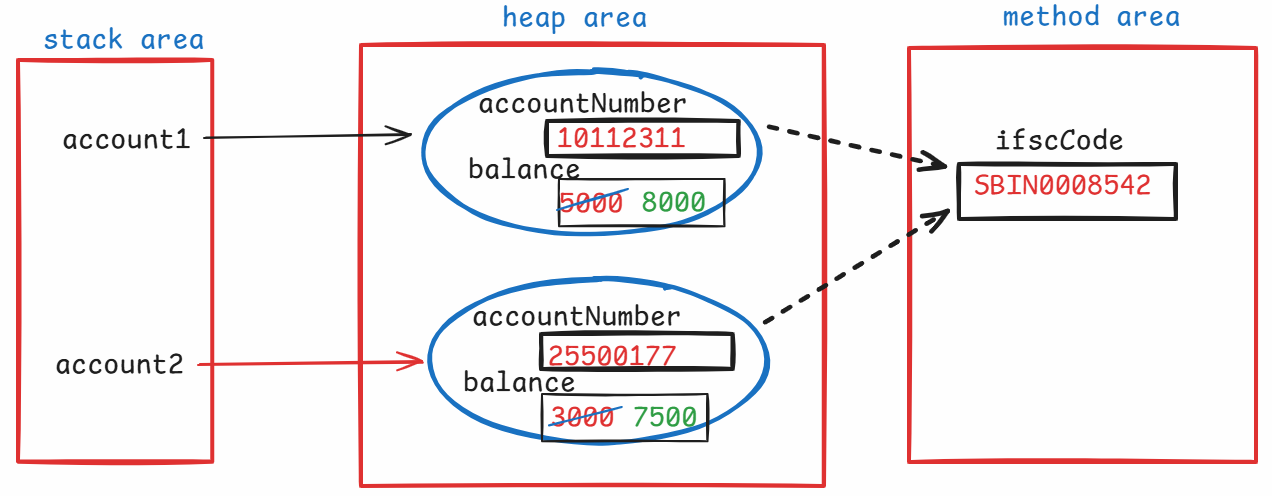 stack area
heap area
method area
account1
accountNumber
10112311
balance
5000 8000
ifscCode
SBIN0008542
account2
accountNumber
25500177
balance
3000 7500